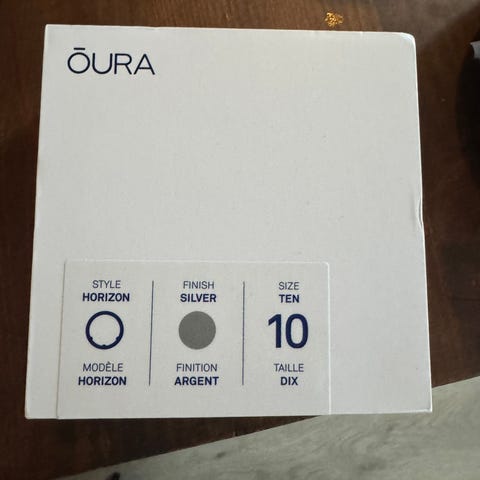 ŌURA
STYLE
HORIZON
MODÈLE
HORIZON
FINISH
SILVER
FINITION
ARGENT
SIZE
TEN
10
TAILLE
DIX